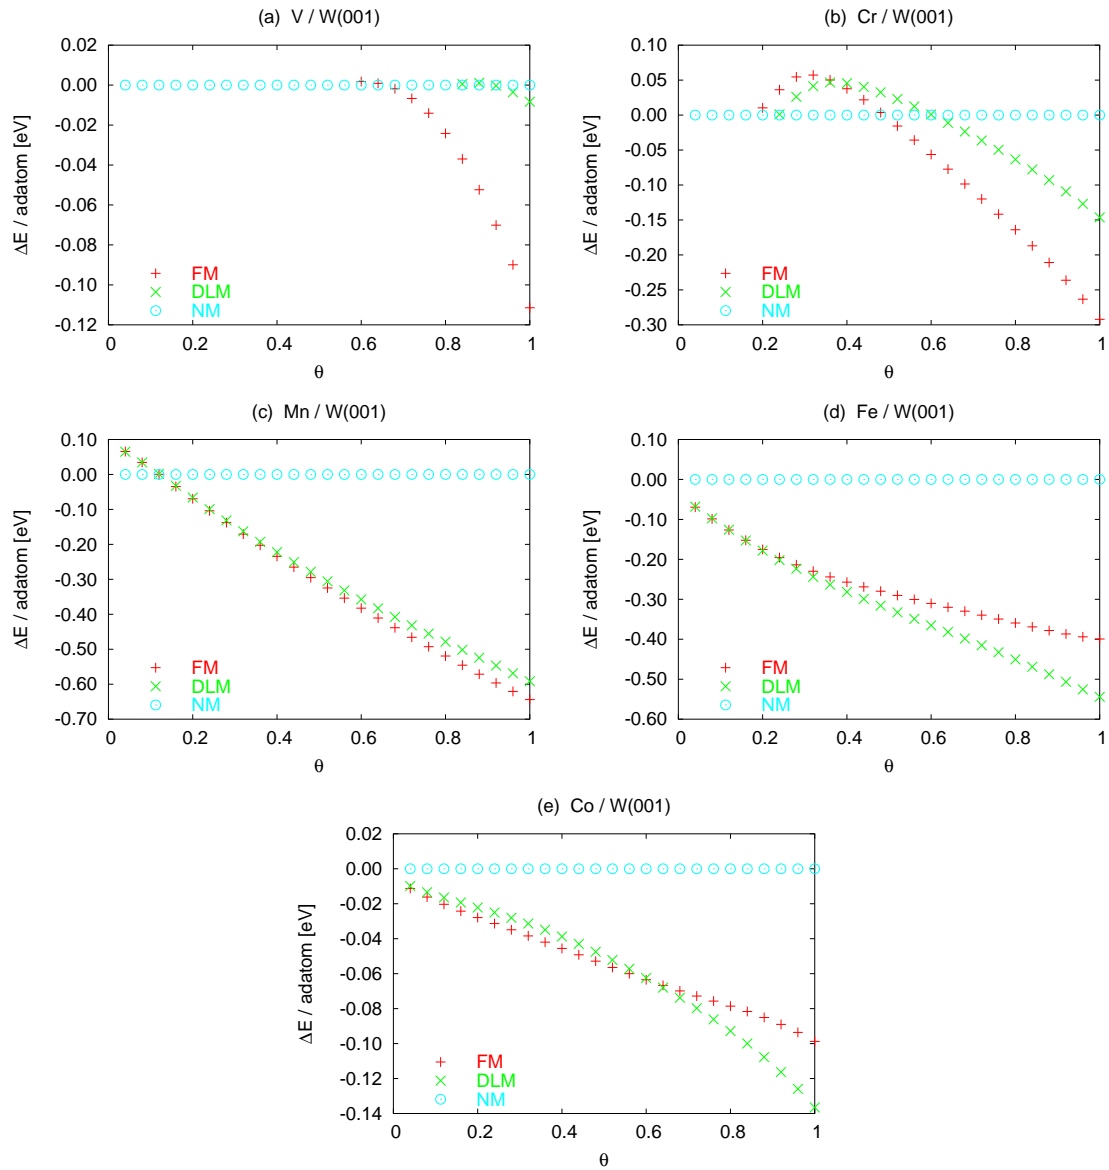 (a) V / W(001)
ΔE / adatom [eV]
0.02
0.00
-0.02
-0.04
-0.06
-0.08
-0.10
-0.12
FM
DLM
NM
0 0.2 0.4 0.6 0.8 1
θ
(b) Cr / W(001)
ΔE / adatom [eV]
0.10
0.05
0.00
-0.05
-0.10
-0.15
-0.20
-0.25
-0.30
FM
DLM
NM
0 0.2 0.4 0.6 0.8 1
θ
(c) Mn / W(001)
ΔE / adatom [eV]
0.10
0.00
-0.10
-0.20
-0.30
-0.40
-0.50
-0.60
-0.70
FM
DLM
NM
0 0.2 0.4 0.6 0.8 1
θ
(d) Fe / W(001)
ΔE / adatom [eV]
0.10
0.00
-0.10
-0.20
-0.30
-0.40
-0.50
-0.60
FM
DLM
NM
0 0.2 0.4 0.6 0.8 1
θ
(e) Co / W(001)
ΔE / adatom [eV]
0.02
0.00
-0.02
-0.04
-0.06
-0.08
-0.10
-0.12
-0.14
FM
DLM
NM
0 0.2 0.4 0.6 0.8 1
θ